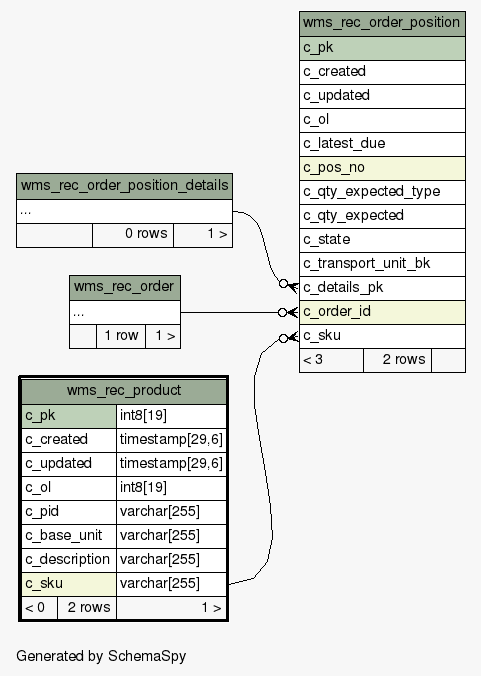 wms_rec_order_position
c_pk
c_created
c_updated
c_ol
c_latest_due
c_pos_no
c_qty_expected_type
c_qty_expected
c_state
c_transport_unit_bk
c_details_pk
c_order_id
c_sku
< 3 2 rows
wms_rec_order_position_details
...
0 rows 1 >
wms_rec_order
...
1 row 1 >
wms_rec_product
c_pk int8[19]
c_created timestamp[29,6]
c_updated timestamp[29,6]
c_ol int8[19]
c_pid varchar[255]
c_base_unit varchar[255]
c_description varchar[255]
c_sku varchar[255]
< 0 2 rows 1 >
Generated by SchemaSpy